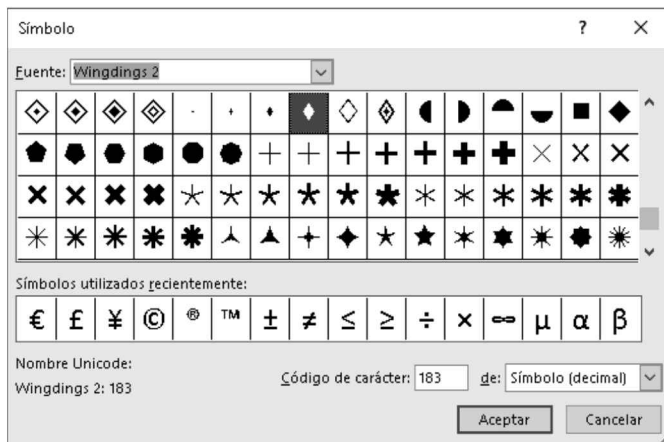 Símbolo ? ×
Fuente: Wingdings 2
Símbolos utilizados recientemente:
€ £ ¥ © ® ™ ± ≠ ≤ ≥ ÷ × ∞ µ α β
Nombre Unicode:
Wingdings 2: 183
Código de carácter: 183 de: Símbolo (decimal)
Aceptar Cancelar